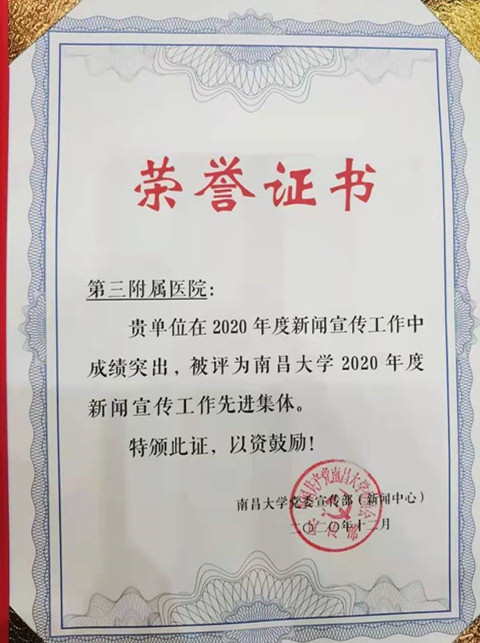 荣誉证书
第三附属医院：
贵单位在2020年度新闻宣传工作中
成绩突出，被评为南昌大学2020年度
新闻宣传工作先进集体。
特颁此证，以资鼓励！
南昌大学党委宣传部（新闻中心）
二〇二〇年十二月